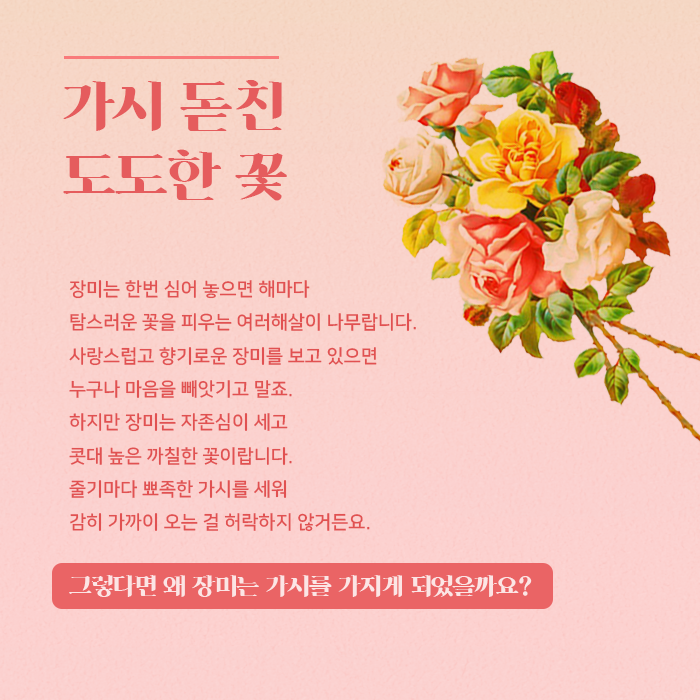 가시 돋친
도도한 꽃
장미는 한번 심어 놓으면 해마다
탐스러운 꽃을 피우는 여러해살이 나무랍니다.
사랑스럽고 향기로운 장미를 보고 있으면
누구나 마음을 빼앗기고 말죠.
하지만 장미는 자존심이 세고
콧대 높은 까칠한 꽃이랍니다.
줄기마다 뾰족한 가시를 세워
감히 가까이 오는 걸 허락하지 않거든요.
그렇다면 왜 장미는 가시를 가지게 되었을까요?